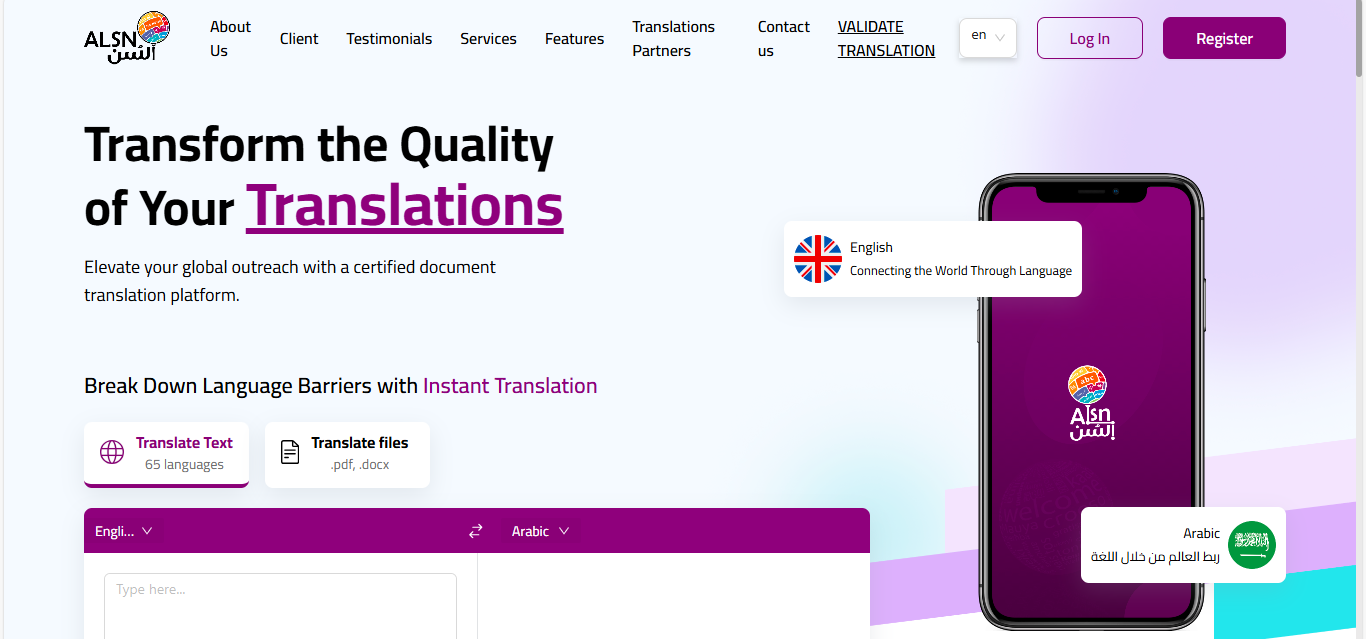 ALSN
ألسن
About Us
Client
Testimonials
Services
Features
Translations Partners
Contact us
VALIDATE TRANSLATION
en
Log In
Register
Transform the Quality
of Your Translations
Elevate your global outreach with a certified document
translation platform.
English
Connecting the World Through Language
abc
Alsn
ألسن
Break Down Language Barriers with Instant Translation
Translate Text
65 languages
Translate files
.pdf, .docx
Engli...
Arabic
Type here...
welcome
Arabic
ربط العالم من خلال اللغة